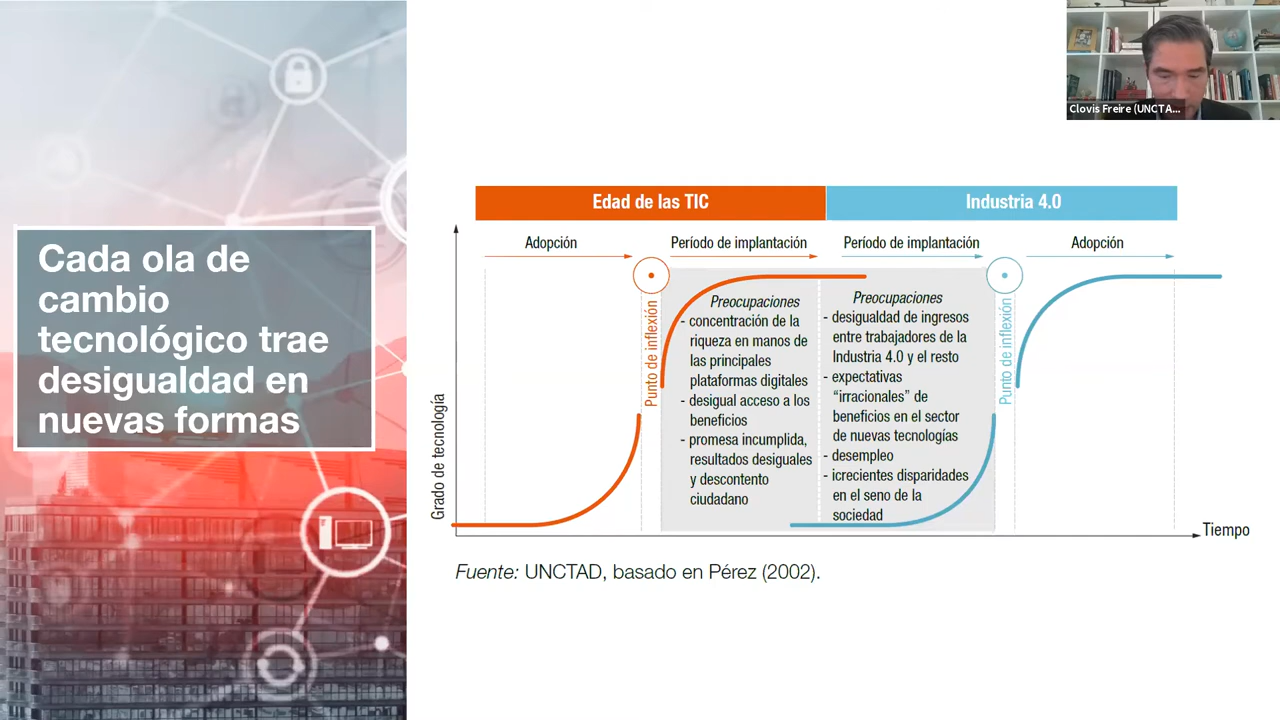 Cada ola de
cambio
tecnológico trae
desigualdad en
nuevas formas
Clovis Freire (UNCTA...
Edad de las TIC
Industria 4.0
Adopción
Período de implantación
Período de implantación
Adopción
Grado de tecnología
Punto de inflexión
Preocupaciones
- concentración de la
riqueza en manos de
las principales
plataformas digitales
- desigual acceso a los
beneficios
- promesa incumplida,
resultados desiguales
y descontento
ciudadano
Preocupaciones
- desigualdad de ingresos
entre trabajadores de la
Industria 4.0 y el resto
- expectativas
“irracionales” de
beneficios en el sector
de nuevas tecnologías
- desempleo
- icrecientes disparidades
en el seno de la
sociedad
Punto de inflexión
Tiempo
Fuente: UNCTAD, basado en Pérez (2002).